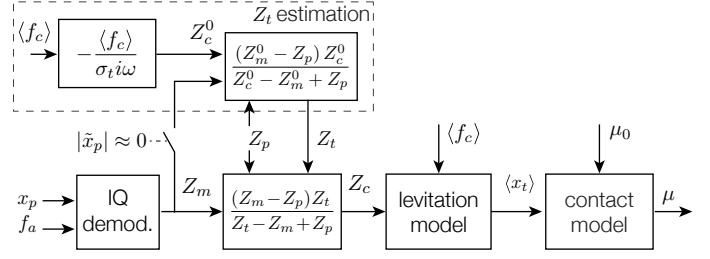 Z_t estimation
⟨f_c⟩
-⟨f_c⟩ / σ_t iω
Z_c^0
(Z_m^0 − Z_p) Z_c^0 / Z_c^0 − Z_m^0 + Z_p
|x̃_p| ≈ 0
Z_p
Z_t
⟨f_c⟩
μ_0
x_p
f_a
IQ
demod.
Z_m
(Z_m − Z_p) Z_t / Z_t − Z_m + Z_p
Z_c
levitation
model
⟨x_t⟩
contact
model
μ